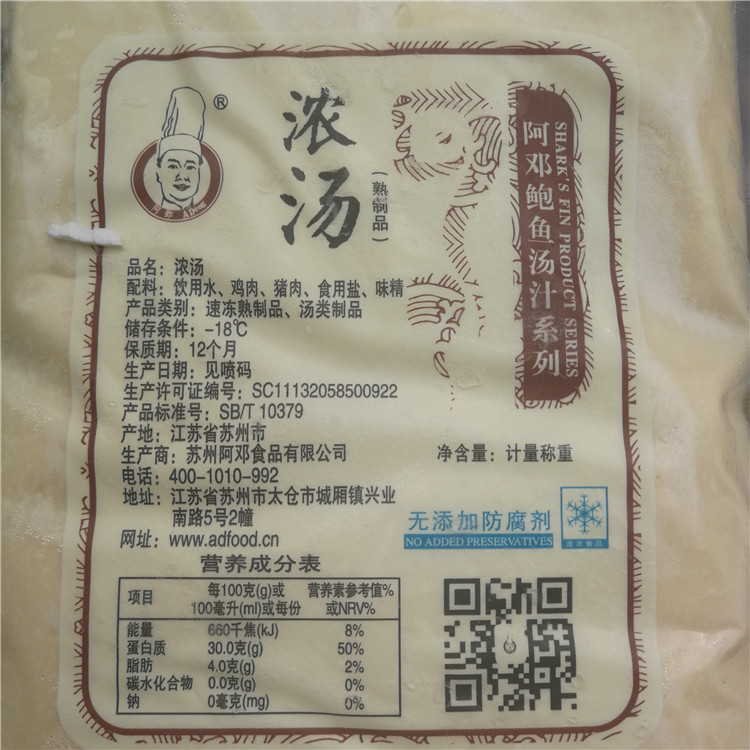 ®
浓汤
(熟制品)
阿邓鲍鱼汤汁系列
SHARK'S FIN PRODUCT SERIES
阿邓 A Deng
品名：浓汤
配料：饮用水、鸡肉、猪肉、食用盐、味精
产品类别：速冻熟制品、汤类制品
储存条件：-18℃
保质期：12个月
生产日期：见喷码
生产许可证编号：SC11132058500922
产品标准号：SB/T 10379
产地：江苏省苏州市
生产商：苏州阿邓食品有限公司
净含量：计量称重
电话：400-1010-992
地址：江苏省苏州市太仓市城厢镇兴业
南路5号2幢
网址：www.adfood.cn
无添加防腐剂
NO ADDED PRESERVATIVES
速冻食品
营养成分表
项目 每100克(g)或 营养素参考值%
100毫升(ml)或每份 或NRV%
能量 660千焦(kJ) 8%
蛋白质 30.0克(g) 50%
脂肪 4.0克(g) 2%
碳水化合物 0.0克(g) 0%
钠 0毫克(mg) 0%